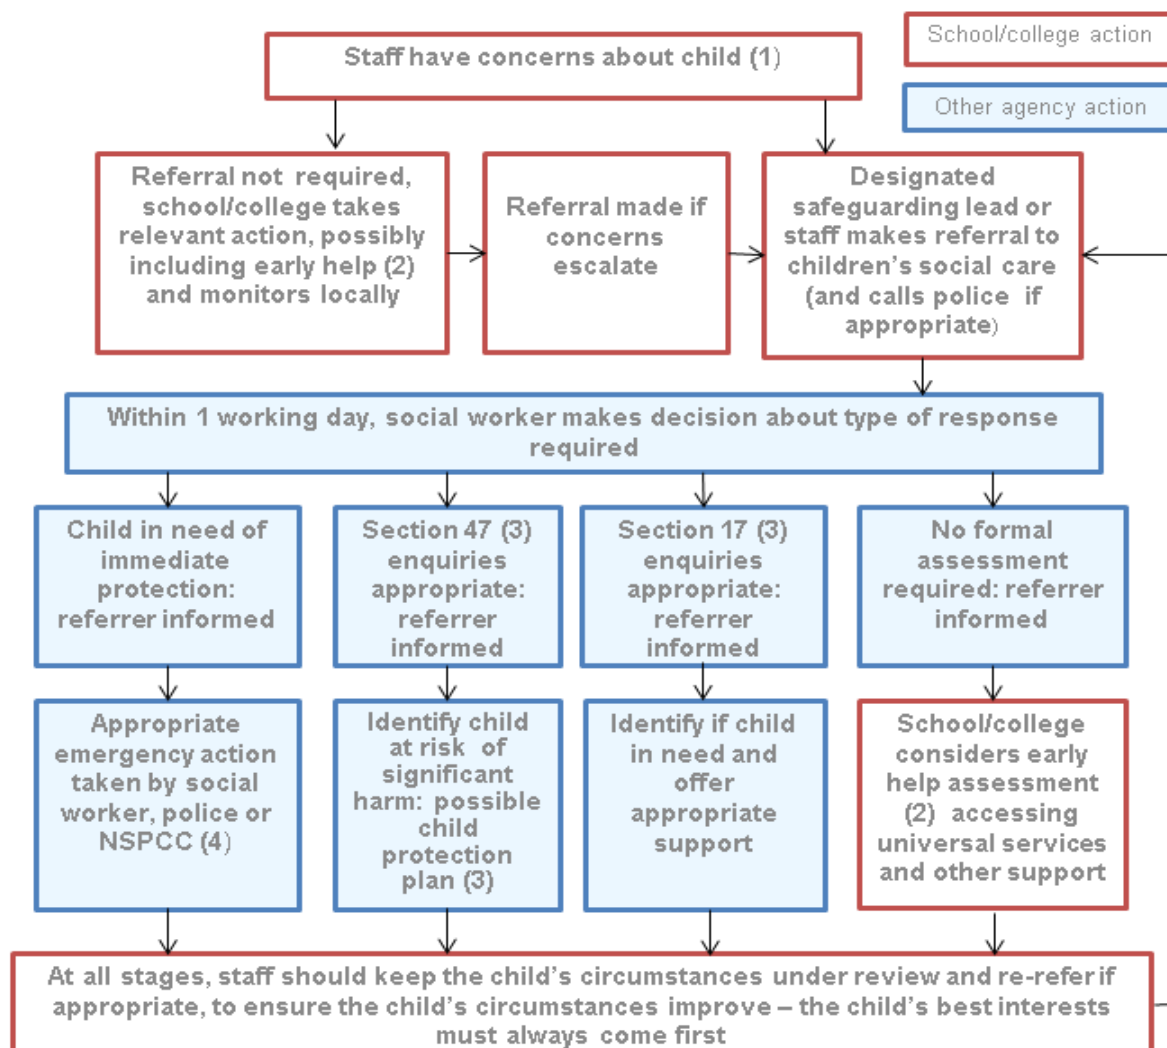 School/college action
Staff have concerns about child (1)
Other agency action
Referral not required,
school/college takes
relevant action, possibly
including early help (2)
and monitors locally
Referral made if
concerns
escalate
Designated
safeguarding lead or
staff makes referral to
children's social care
(and calls police if
appropriate)
Within 1 working day, social worker makes decision about type of response
required
Child in need of
immediate
protection:
referrer informed
Section 47 (3)
enquiries
appropriate:
referrer
informed
Section 17 (3)
enquiries
appropriate:
referrer
informed
No formal
assessment
required: referrer
informed
Appropriate
emergency action
taken by social
worker, police or
NSPCC (4)
Identify child
at risk of
significant
harm: possible
child
protection
plan (3)
Identify if child
in need and
offer
appropriate
support
School/college
considers early
help assessment
(2) accessing
universal services
and other support
At all stages, staff should keep the child's circumstances under review and re-refer if
appropriate, to ensure the child's circumstances improve – the child's best interests
must always come first